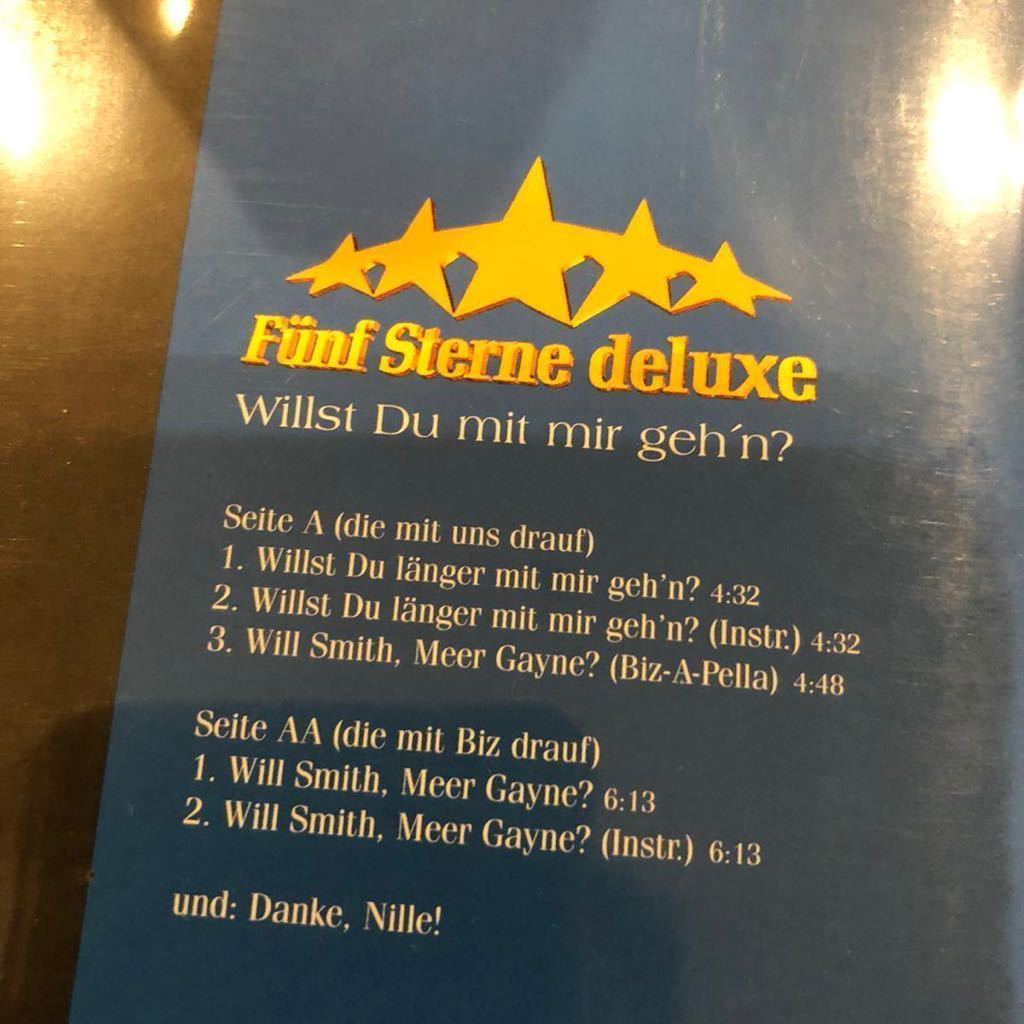 Fünf Sterne deluxe
Willst Du mit mir geh´n?
Seite A (die mit uns drauf)
1. Willst Du länger mit mir geh’n? 4:32
2. Willst Du länger mit mir geh’n? (Instr.) 4:32
3. Will Smith, Meer Gayne? (Biz-A-Pella) 4:48
Seite AA (die mit Biz drauf)
1. Will Smith, Meer Gayne? 6:13
2. Will Smith, Meer Gayne? (Instr.) 6:13
und: Danke, Nille!